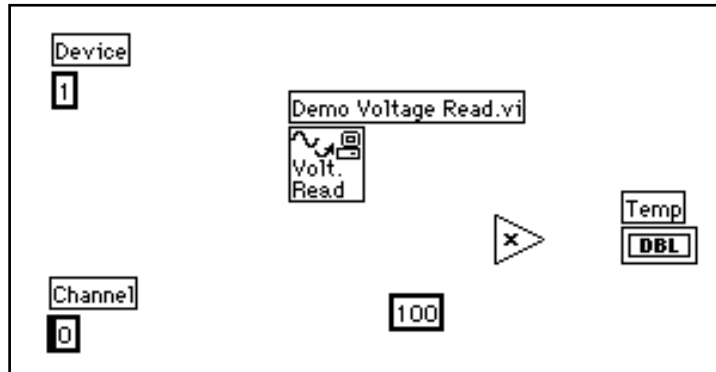 Device
1
Demo Voltage Read.vi
Volt.
Read
Temp
x
DBL
Channel
0
100